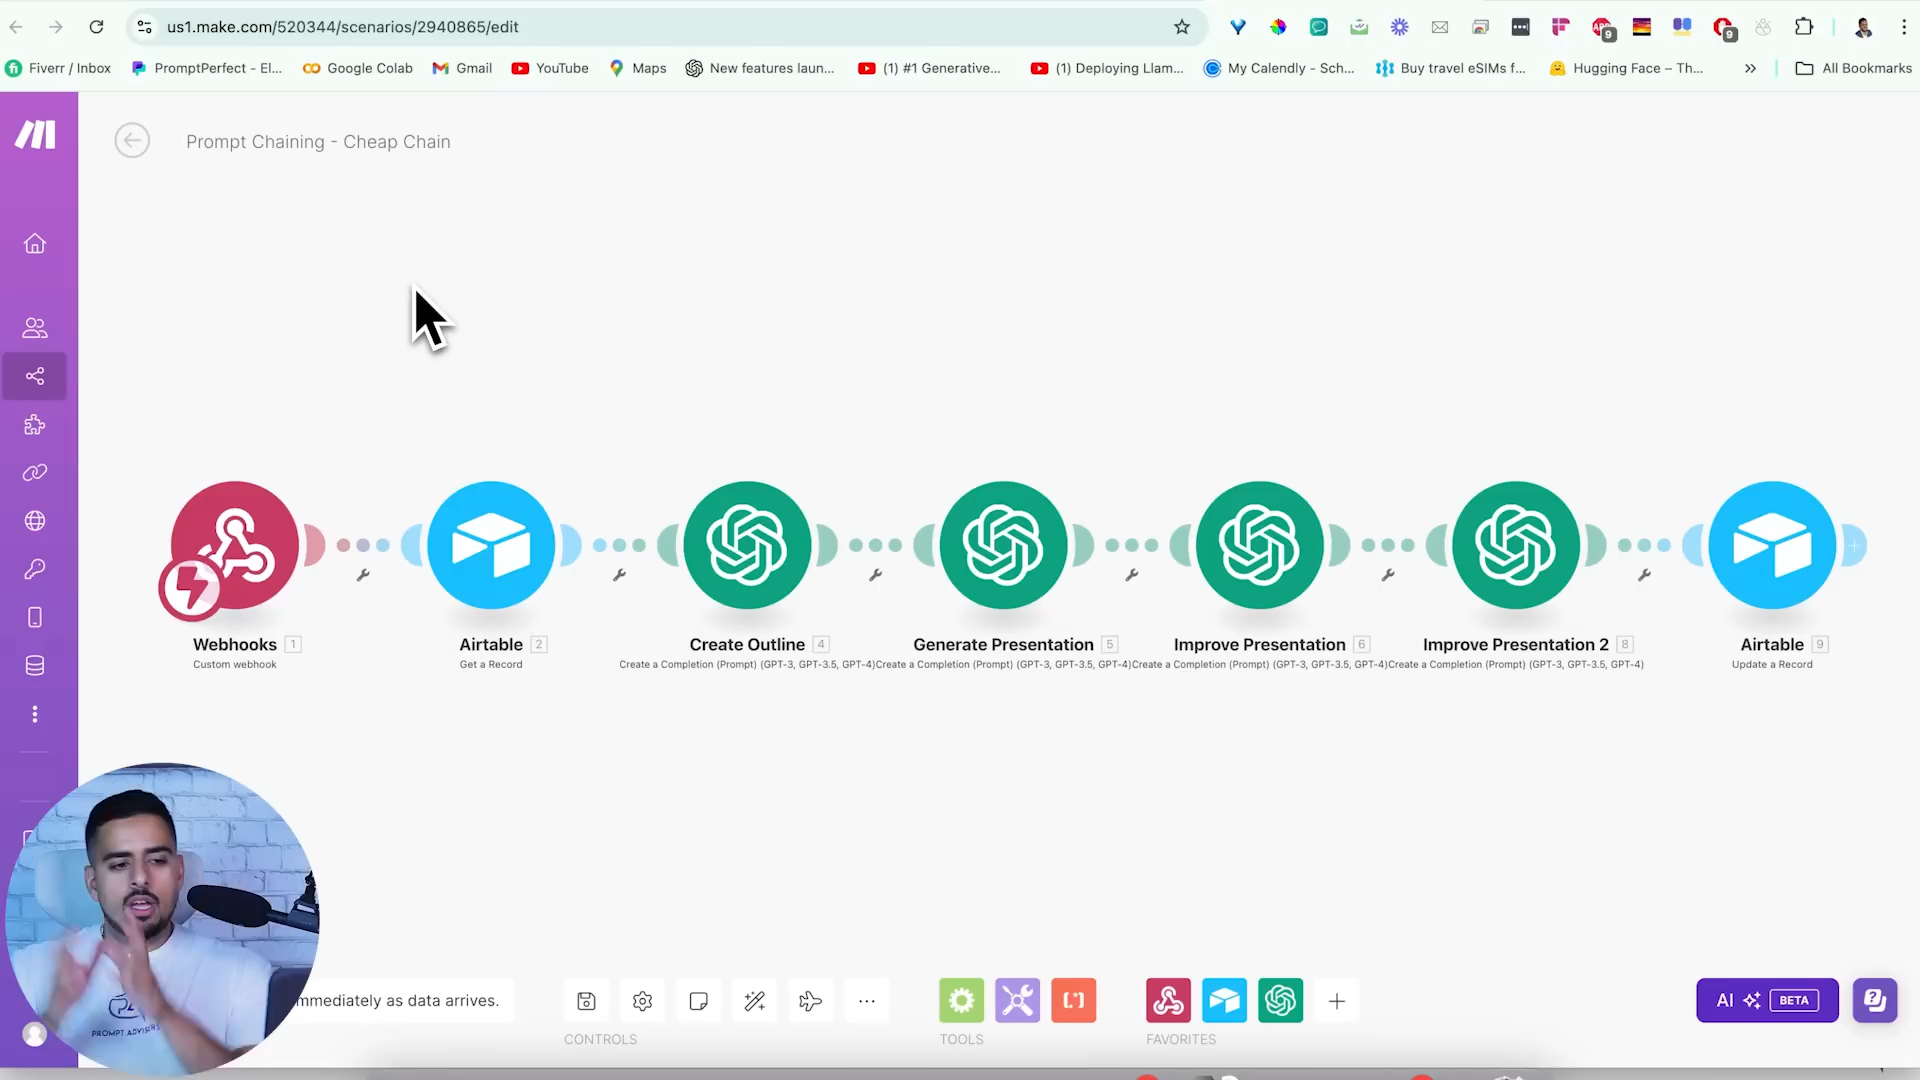 us1.make.com/520344/scenarios/2940865/edit
9
9
Fiverr / Inbox
PromptPerfect - El...
Google Colab
Gmail
YouTube
Maps
New features laun...
(1) #1 Generative...
(1) Deploying Llam...
My Calendly - Sch...
Buy travel eSIMs f...
Hugging Face – Th...
All Bookmarks
Prompt Chaining - Cheap Chain
Webhooks 1
Custom webhook
Airtable 2
Get a Record
Create Outline 4
Create a Completion (Prompt) (GPT-3, GPT-3.5, GPT-4)
Generate Presentation 5
Create a Completion (Prompt) (GPT-3, GPT-3.5, GPT-4)
Improve Presentation 6
Create a Completion (Prompt) (GPT-3, GPT-3.5, GPT-4)
Improve Presentation 2 8
Create a Completion (Prompt) (GPT-3, GPT-3.5, GPT-4)
Airtable 9
Update a Record
mmediately as data arrives.
CONTROLS
TOOLS
FAVORITES
AI BETA
PROMPT ADVISERS